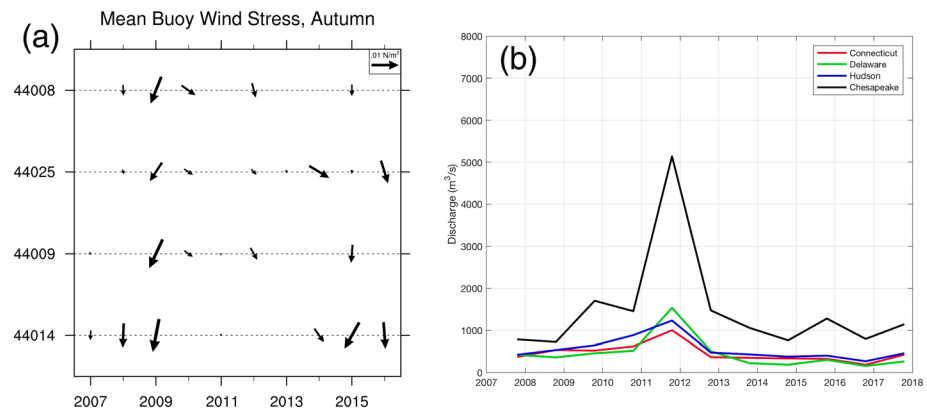 Mean Buoy Wind Stress, Autumn
(a)
.01 N/m²
44008
44025
44009
44014
2007 2009 2011 2013 2015
(b)
Connecticut
Delaware
Hudson
Chesapeake
Discharge (m³/s)
8000
7000
6000
5000
4000
3000
2000
1000
0
2007 2008 2009 2010 2011 2012 2013 2014 2015 2016 2017 2018